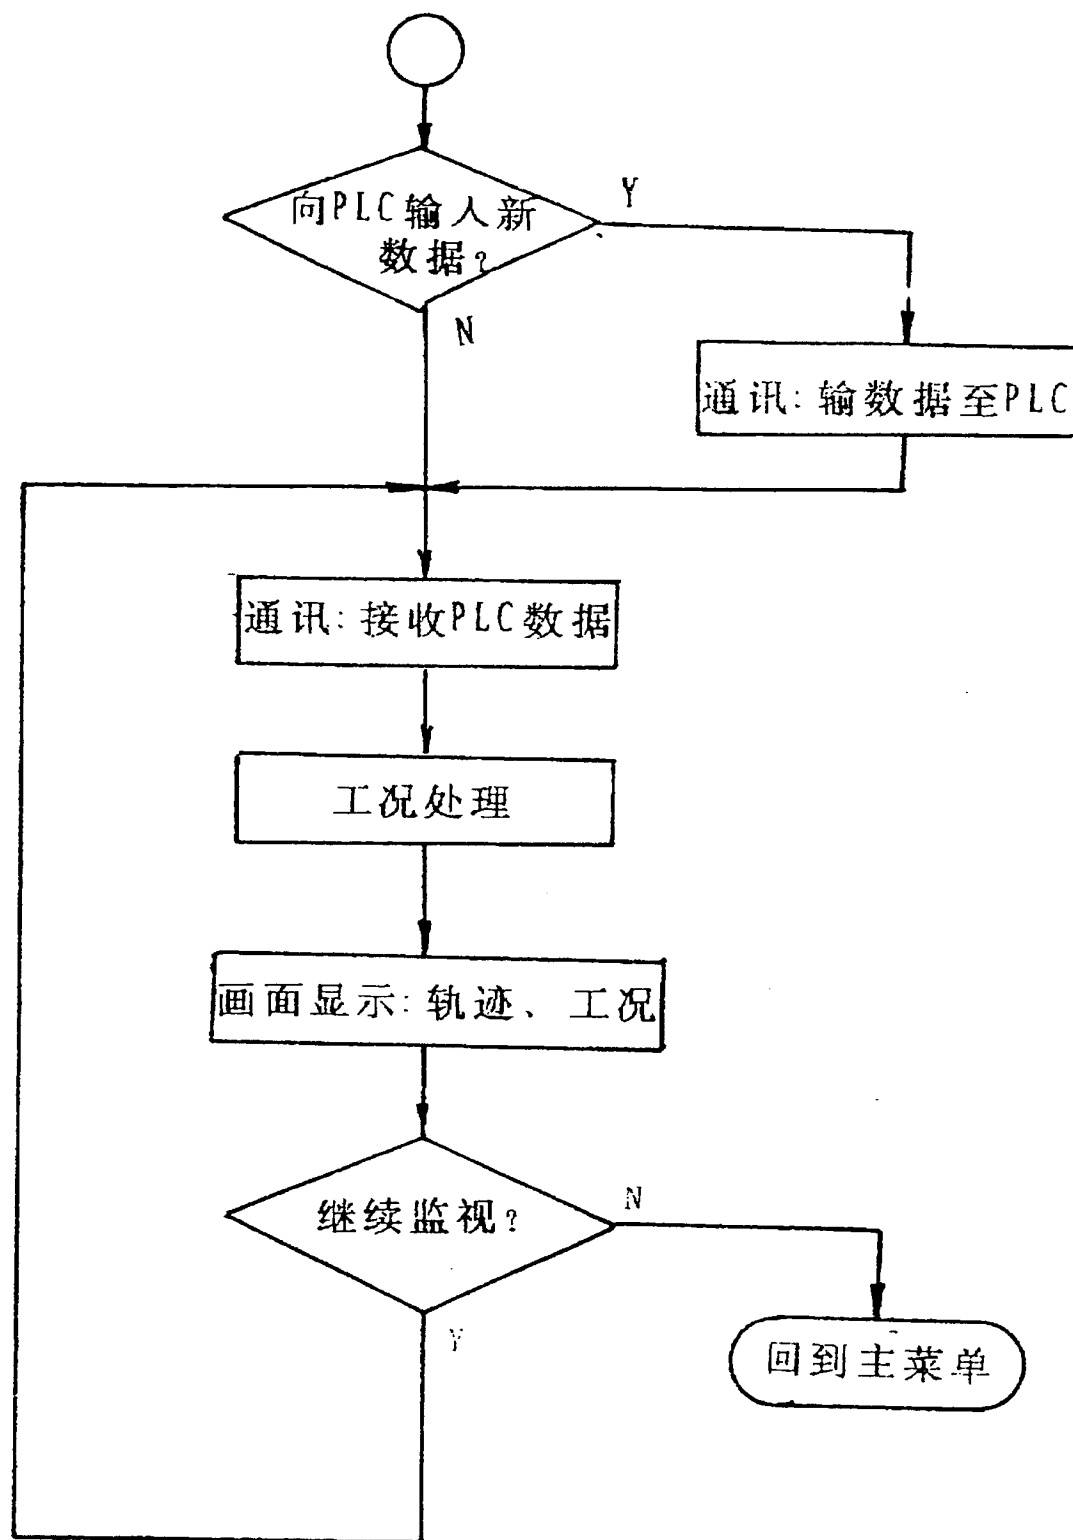 向PLC输人新
数据?
Y
N
通讯:输数据至PLC
通讯:接收PLC数据
工况处理
画面显示:轨迹、工况
继续监视?
N
Y
回到主菜单